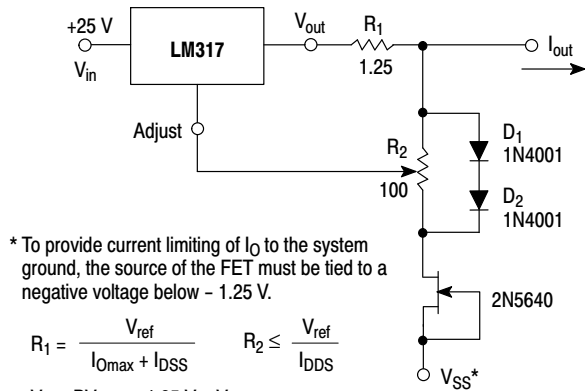 +25 V
V_in
LM317
V_out
R_1
1.25
I_out
Adjust
R_2
100
D_1
1N4001
D_2
1N4001
* To provide current limiting of I_O to the system
ground, the source of the FET must be tied to a
negative voltage below – 1.25 V.
2N5640
R_1 = V_ref / (I_Omax + I_DSS)
R_2 ≤ V_ref / I_DDS
V_SS*